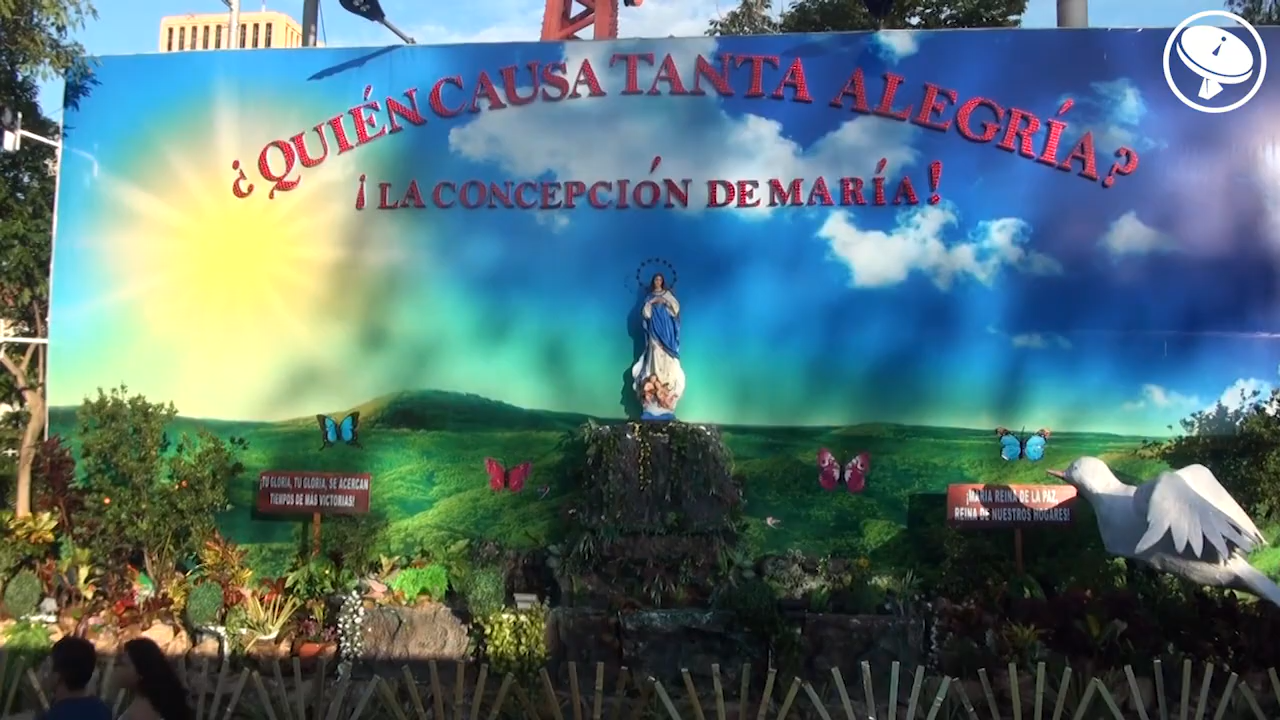 ¿QUIÉN CAUSA TANTA ALEGRÍA?
¡LA CONCEPCIÓN DE MARÍA!
¡TU GLORIA, TU GLORIA, SE ACERCAN
TIEMPOS DE MÁS VICTORIAS!
¡MARIA REINA DE LA PAZ,
REINA DE NUESTROS HOGARES!